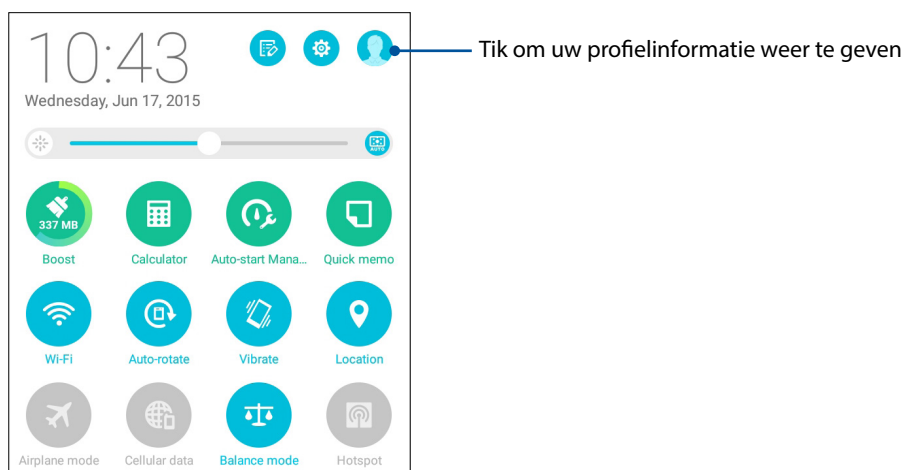 10:43
Tik om uw profielinformatie weer te geven
Wednesday, Jun 17, 2015
AUTO
337 MB
Boost Calculator Auto-start Mana... Quick memo
Wi-Fi Auto-rotate Vibrate Location
Airplane mode Cellular data Balance mode Hotspot